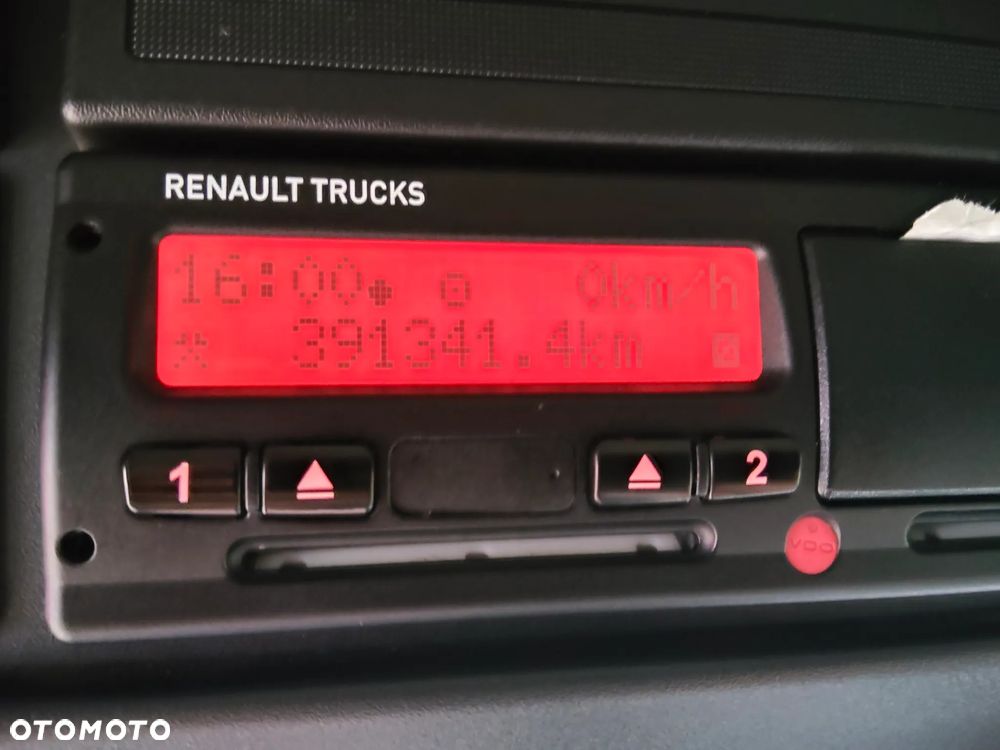 RENAULT TRUCKS
16:00 0km/h
391341.4km
1 2
VDO
OTOMOTO